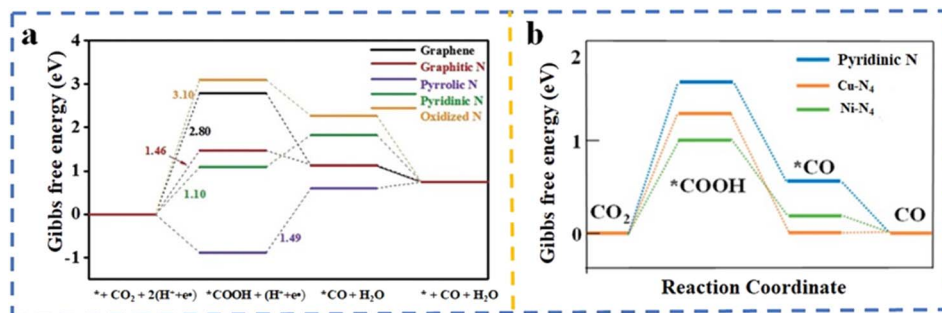 a
Gibbs free energy (eV)
4
3
2
1
0
-1
3.10
2.80
1.46
1.10
1.49
Graphene
Graphitic N
Pyrrolic N
Pyridinic N
Oxidized N
*+ CO₂ + 2(H⁺+e•)
*COOH + (H⁺+e•)
*CO + H₂O
* + CO + H₂O
b
Gibbs free energy (eV)
2
1
0
Pyridinic N
Cu-N₄
Ni-N₄
CO₂
*COOH
*CO
CO
Reaction Coordinate